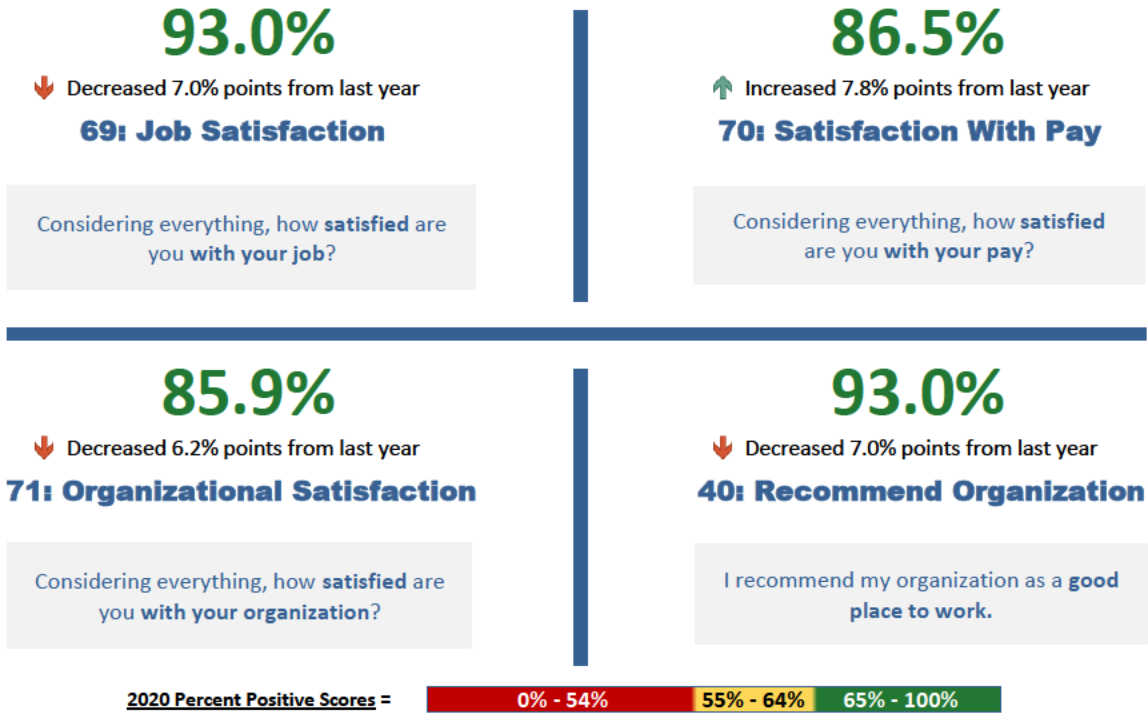 93.0%
Decreased 7.0% points from last year
69: Job Satisfaction
Considering everything, how satisfied are
you with your job?
86.5%
Increased 7.8% points from last year
70: Satisfaction With Pay
Considering everything, how satisfied
are you with your pay?
85.9%
Decreased 6.2% points from last year
71: Organizational Satisfaction
Considering everything, how satisfied are
you with your organization?
93.0%
Decreased 7.0% points from last year
40: Recommend Organization
I recommend my organization as a good
place to work.
2020 Percent Positive Scores = 0% - 54% 55% - 64% 65% - 100%